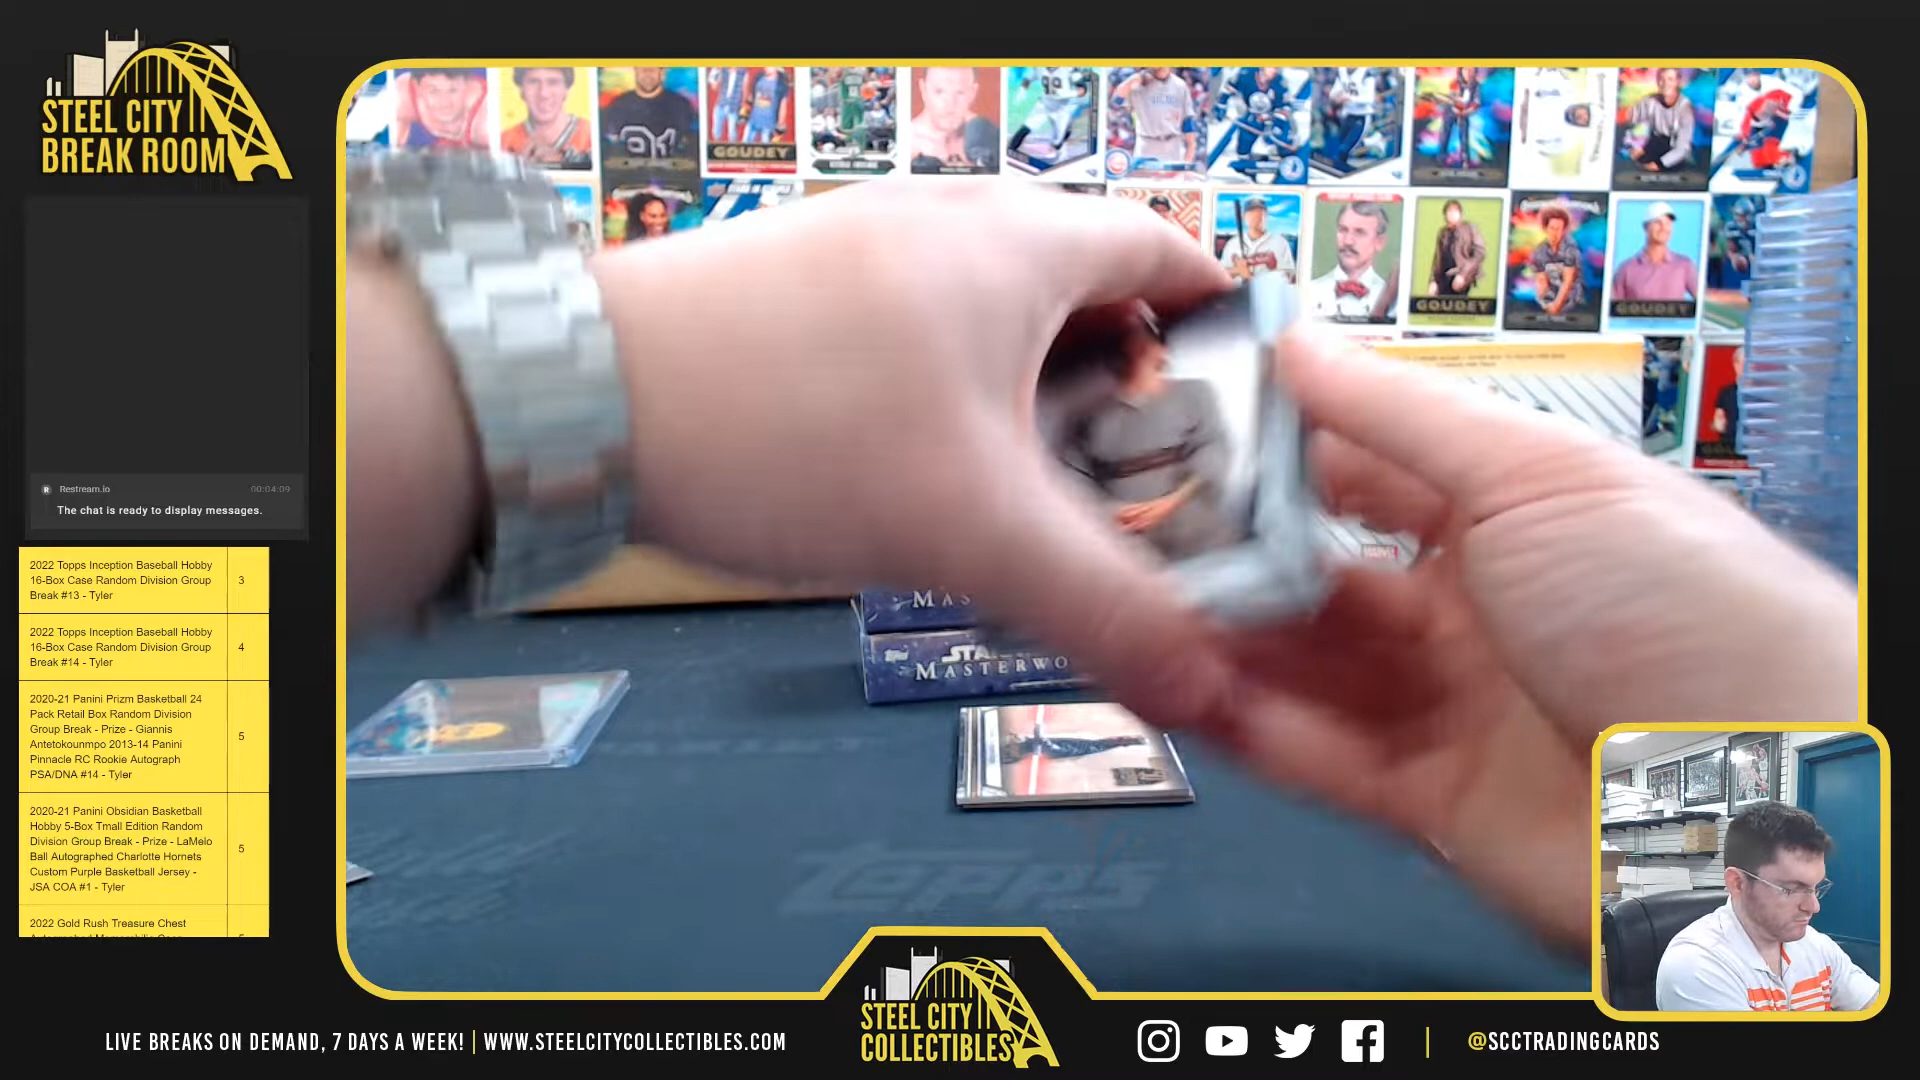 STEEL CITY
BREAK ROOM
Restream.io 00:04:09
The chat is ready to display messages.
2022 Topps Inception Baseball Hobby
16-Box Case Random Division Group
Break #13 - Tyler
3
2022 Topps Inception Baseball Hobby
16-Box Case Random Division Group
Break #14 - Tyler
4
2020-21 Panini Prizm Basketball 24
Pack Retail Box Random Division
Group Break - Prize - Giannis
Antetokounmpo 2013-14 Panini
Pinnacle RC Rookie Autograph
PSA/DNA #14 - Tyler
5
2020-21 Panini Obsidian Basketball
Hobby 5-Box Tmall Edition Random
Division Group Break - Prize - LaMelo
Ball Autographed Charlotte Hornets
Custom Purple Basketball Jersey -
JSA COA #1 - Tyler
5
2022 Gold Rush Treasure Chest
GOUDEY
GOUDEY
GOUDEY
MARVEL
MAS
topps
STA
MASTERWO
topps
STEEL CITY
COLLECTIBLES
LIVE BREAKS ON DEMAND, 7 DAYS A WEEK! | WWW.STEELCITYCOLLECTIBLES.COM
@SCCTRADINGCARDS